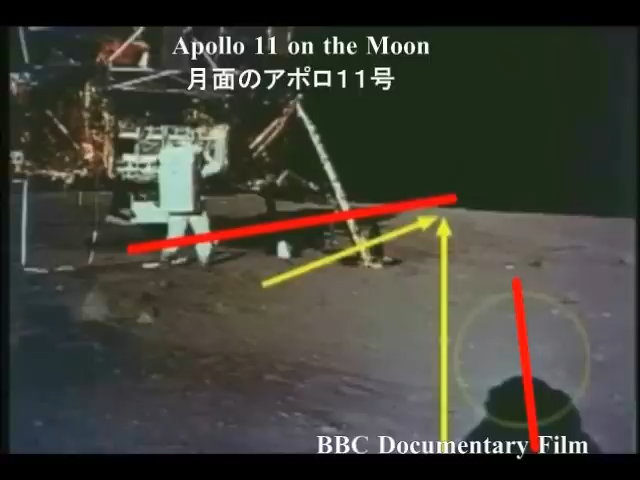 Apollo 11 on the Moon
月面のアポロ１１号
BBC Documentary Film